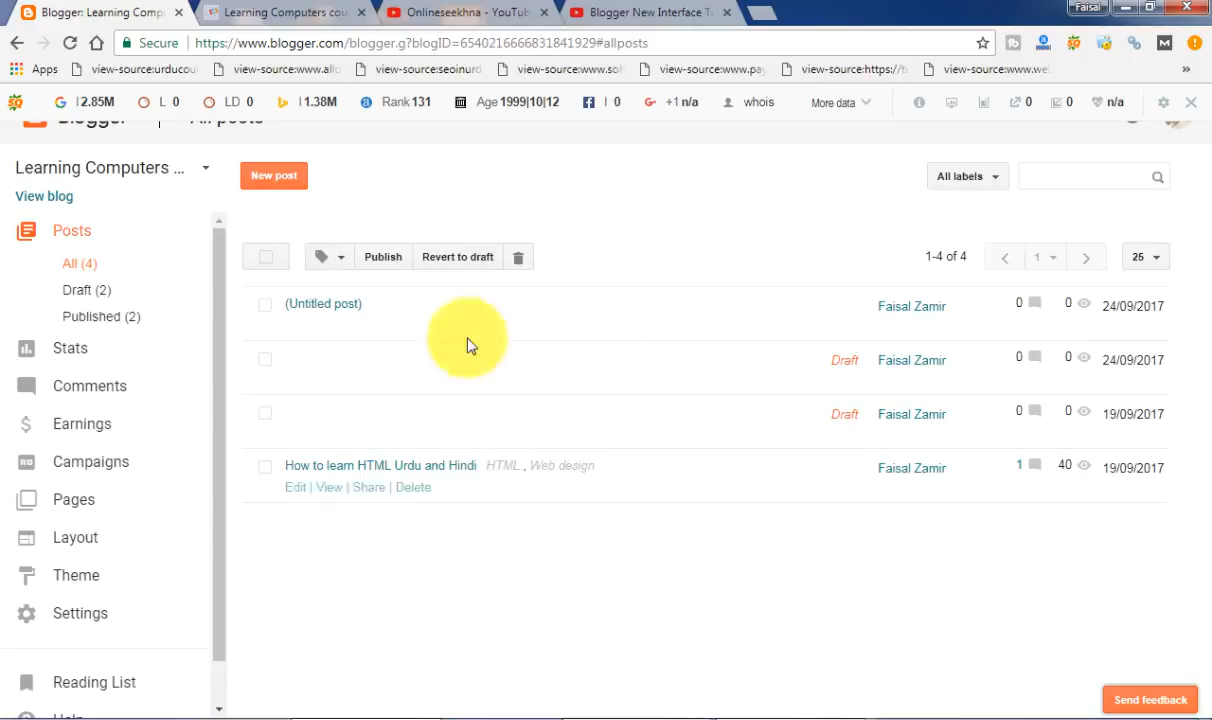 Blogger: Learning Compu
Learning Computers cou
Onlineseekhna - YouTub
Blogger New Interface Tu
Faisal
Secure
https://www.blogger.com/blogger.g?blogID=6540216666831841929#allposts
Apps
view-source:urducou
view-source:www.allo
view-source:seoinurd
view-source:www.sof
view-source:www.pay
view-source:https://t
view-source:www.we
I 2.85M
L 0
LD 0
I 1.38M
Rank 131
Age 1999|10|12
I 0
+1 n/a
whois
More data
0
0
n/a
Blogger
All posts
Learning Computers ...
View blog
New post
All labels
Posts
All (4)
Draft (2)
Published (2)
Stats
Comments
Earnings
Campaigns
Pages
Layout
Theme
Settings
Reading List
Help
Publish
Revert to draft
1-4 of 4
1
25
(Untitled post)
Faisal Zamir
0
0
24/09/2017
Draft
Faisal Zamir
0
0
24/09/2017
Draft
Faisal Zamir
0
0
19/09/2017
How to learn HTML Urdu and Hindi HTML , Web design
Edit | View | Share | Delete
Faisal Zamir
1
40
19/09/2017
Send feedback